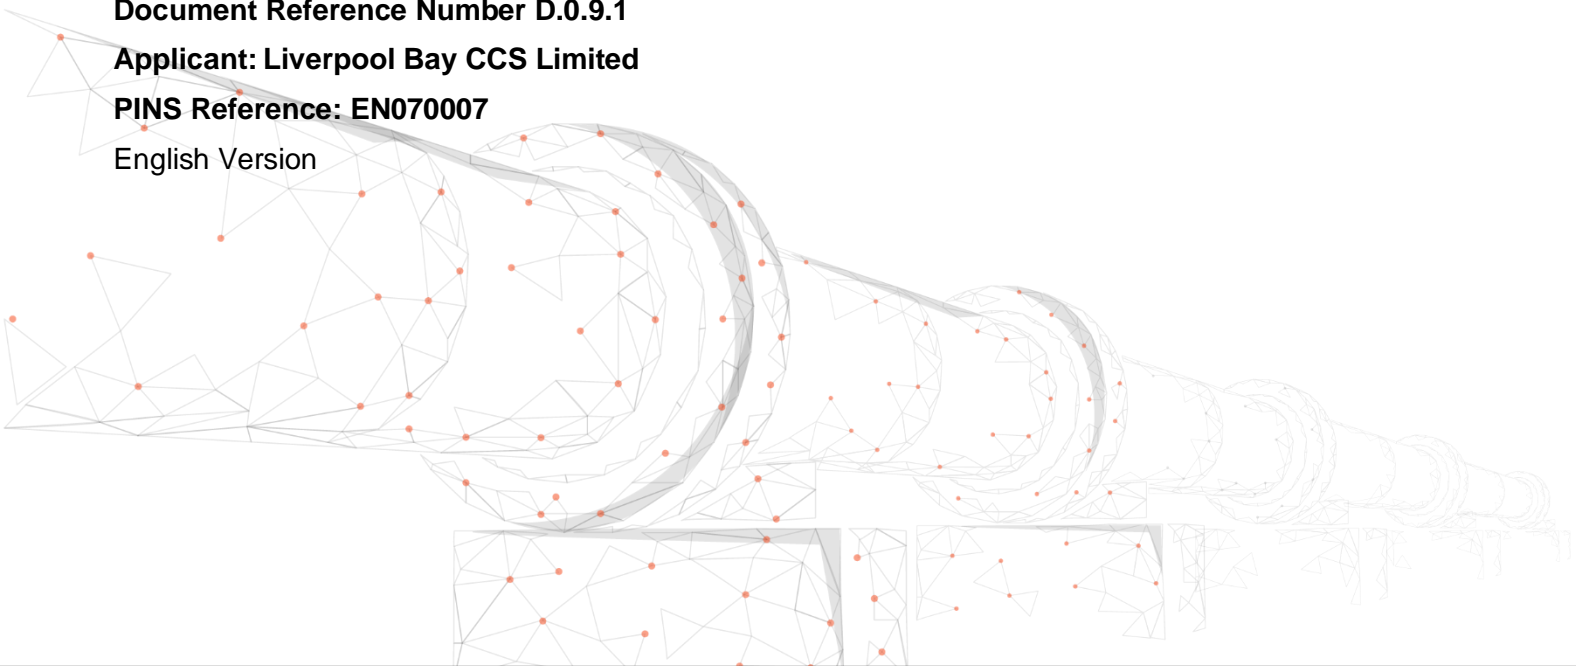 Document Reference Number D.0.9.1
Applicant: Liverpool Bay CCS Limited
PINS Reference: EN070007
English Version